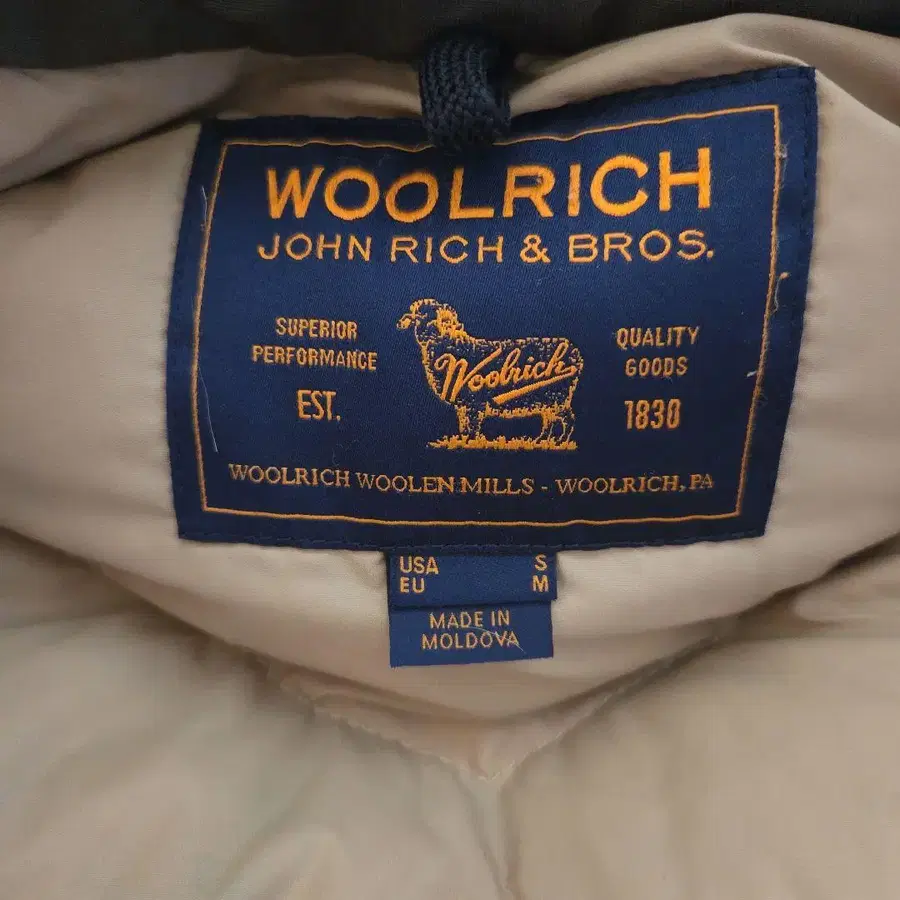 WOOLRICH
JOHN RICH & BROS.
SUPERIOR
PERFORMANCE
EST.
Woolrich
QUALITY
GOODS
1830
WOOLRICH WOOLEN MILLS - WOOLRICH, PA
USA S
EU M
MADE IN
MOLDOVA